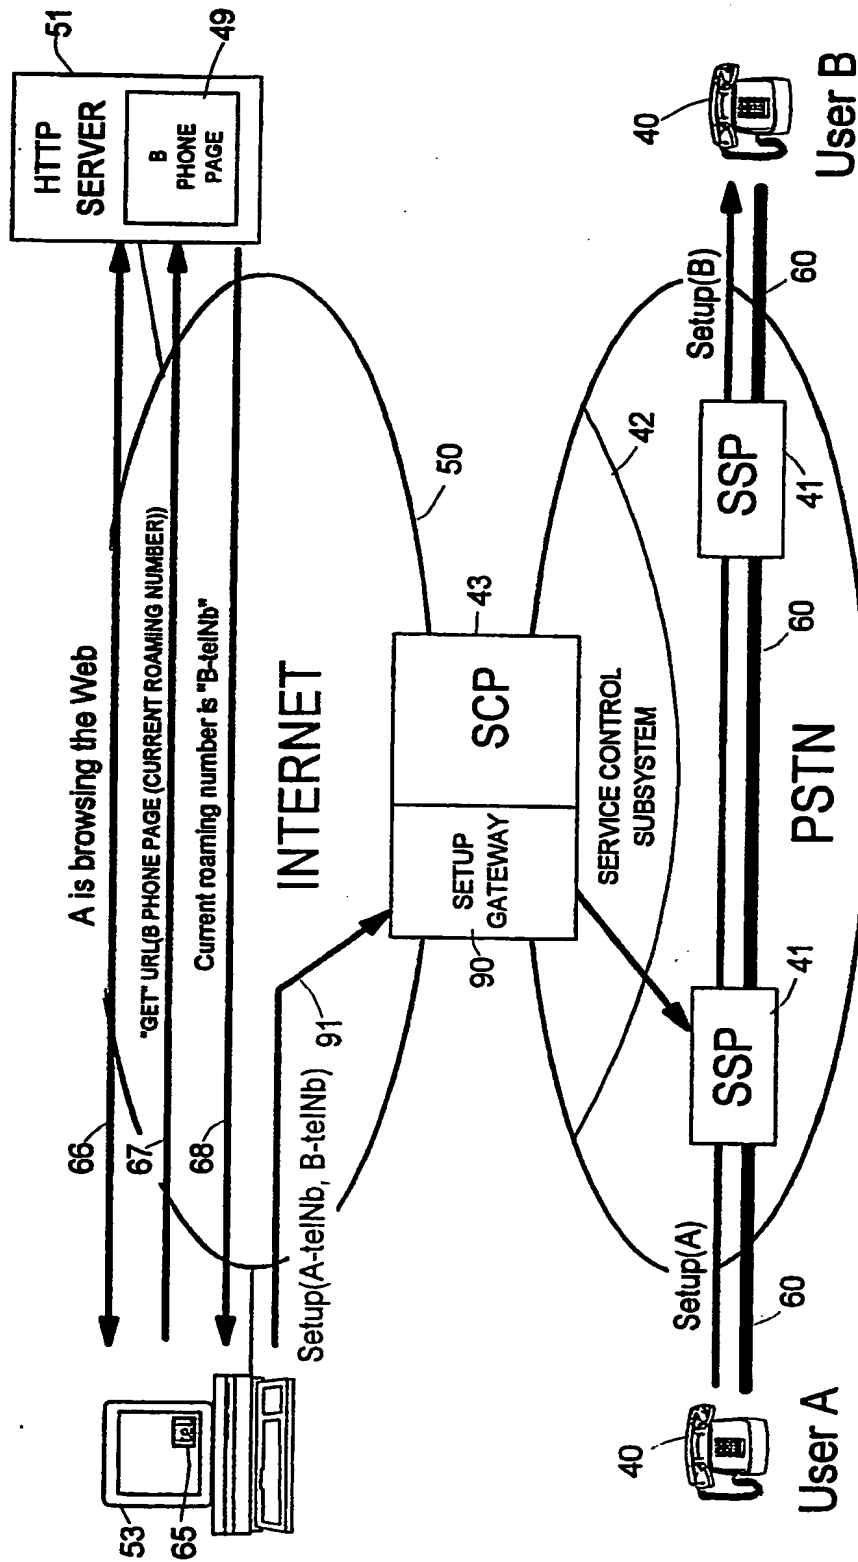 A is browsing the Web
66
"GET" URL(B PHONE PAGE (CURRENT ROAMING NUMBER))
67
Current roaming number is "B-telNb"
68
HTTP
SERVER
51
B
PHONE
PAGE
49
53
tel
65
INTERNET
50
Setup(A-telNb, B-telNb)
91
SETUP
GATEWAY
90
SCP
43
SERVICE CONTROL
SUBSYSTEM
42
Setup(A)
SSP
41
60
SSP
41
Setup(B)
60
60
PSTN
40
User A
40
User B